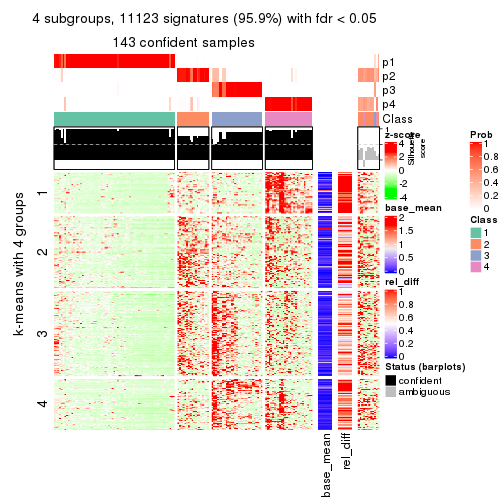 4 subgroups, 11123 signatures (95.9%) with fdr < 0.05
143 confident samples
p1
p2
p3
p4
Class
1
Silhouette score
k-means with 4 groups
1
2
3
4
base_mean
rel_diff
z-score
4
2
0
-2
-4
base_mean
2
1.5
1
0.5
0
rel_diff
1
0.8
0.6
0.4
0.2
0
Status (barplots)
confident
ambiguous
Prob
1
0.8
0.6
0.4
0.2
0
Class
1
2
3
4